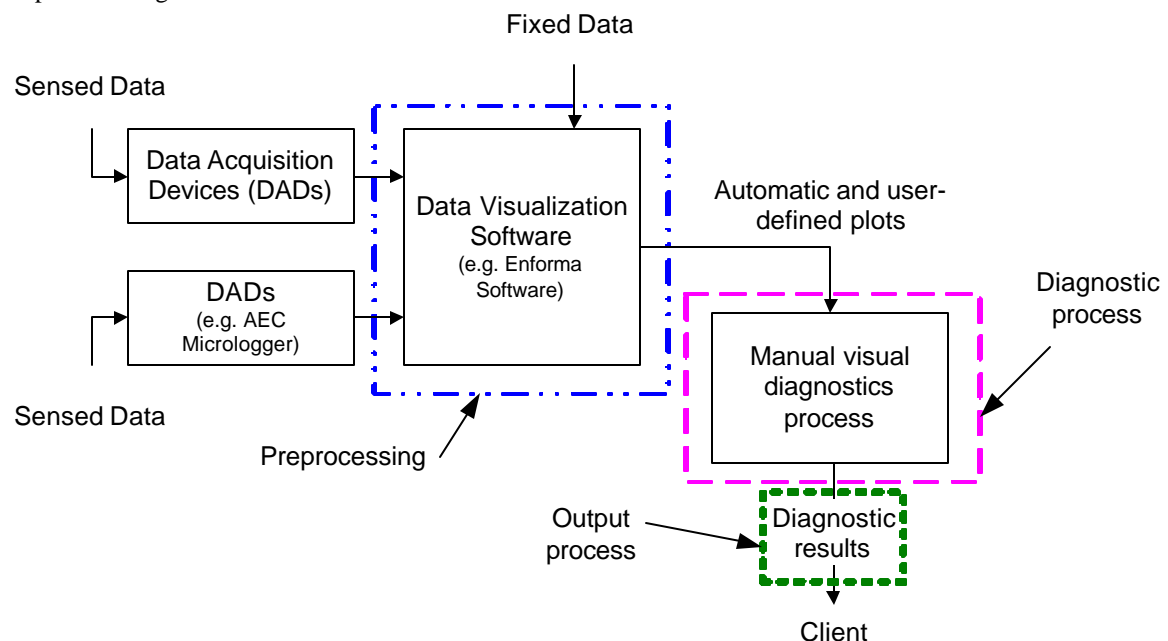 Fixed Data
Sensed Data
Data Acquisition
Devices (DADs)
Data Visualization
Software
(e.g. Enforma
Software)
Automatic and user-
defined plots
DADs
(e.g. AEC
Micrologger)
Diagnostic
process
Manual visual
diagnostics
process
Sensed Data
Preprocessing
Output
process
Diagnostic
results
Client